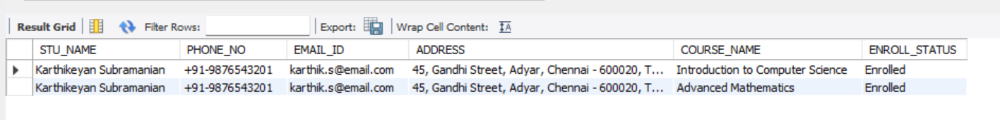 Result Grid Filter Rows: Export: Wrap Cell Content:
STU_NAME PHONE_NO EMAIL_ID ADDRESS COURSE_NAME ENROLL_STATUS
Karthikeyan Subramanian +91-9876543201 karthik.s@email.com 45, Gandhi Street, Adyar, Chennai - 600020, T... Introduction to Computer Science Enrolled
Karthikeyan Subramanian +91-9876543201 karthik.s@email.com 45, Gandhi Street, Adyar, Chennai - 600020, T... Advanced Mathematics Enrolled